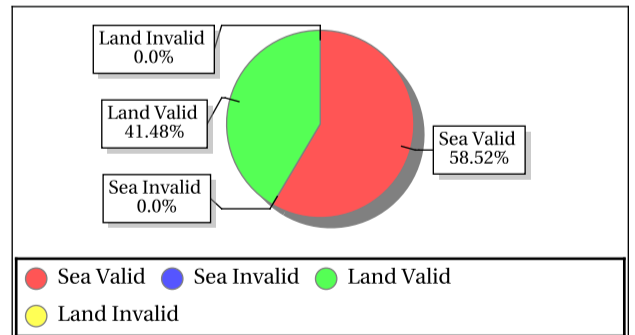 Land Invalid
0.0%
Land Valid
41.48%
Sea Valid
58.52%
Sea Invalid
0.0%
Sea Valid Sea Invalid Land Valid
Land Invalid